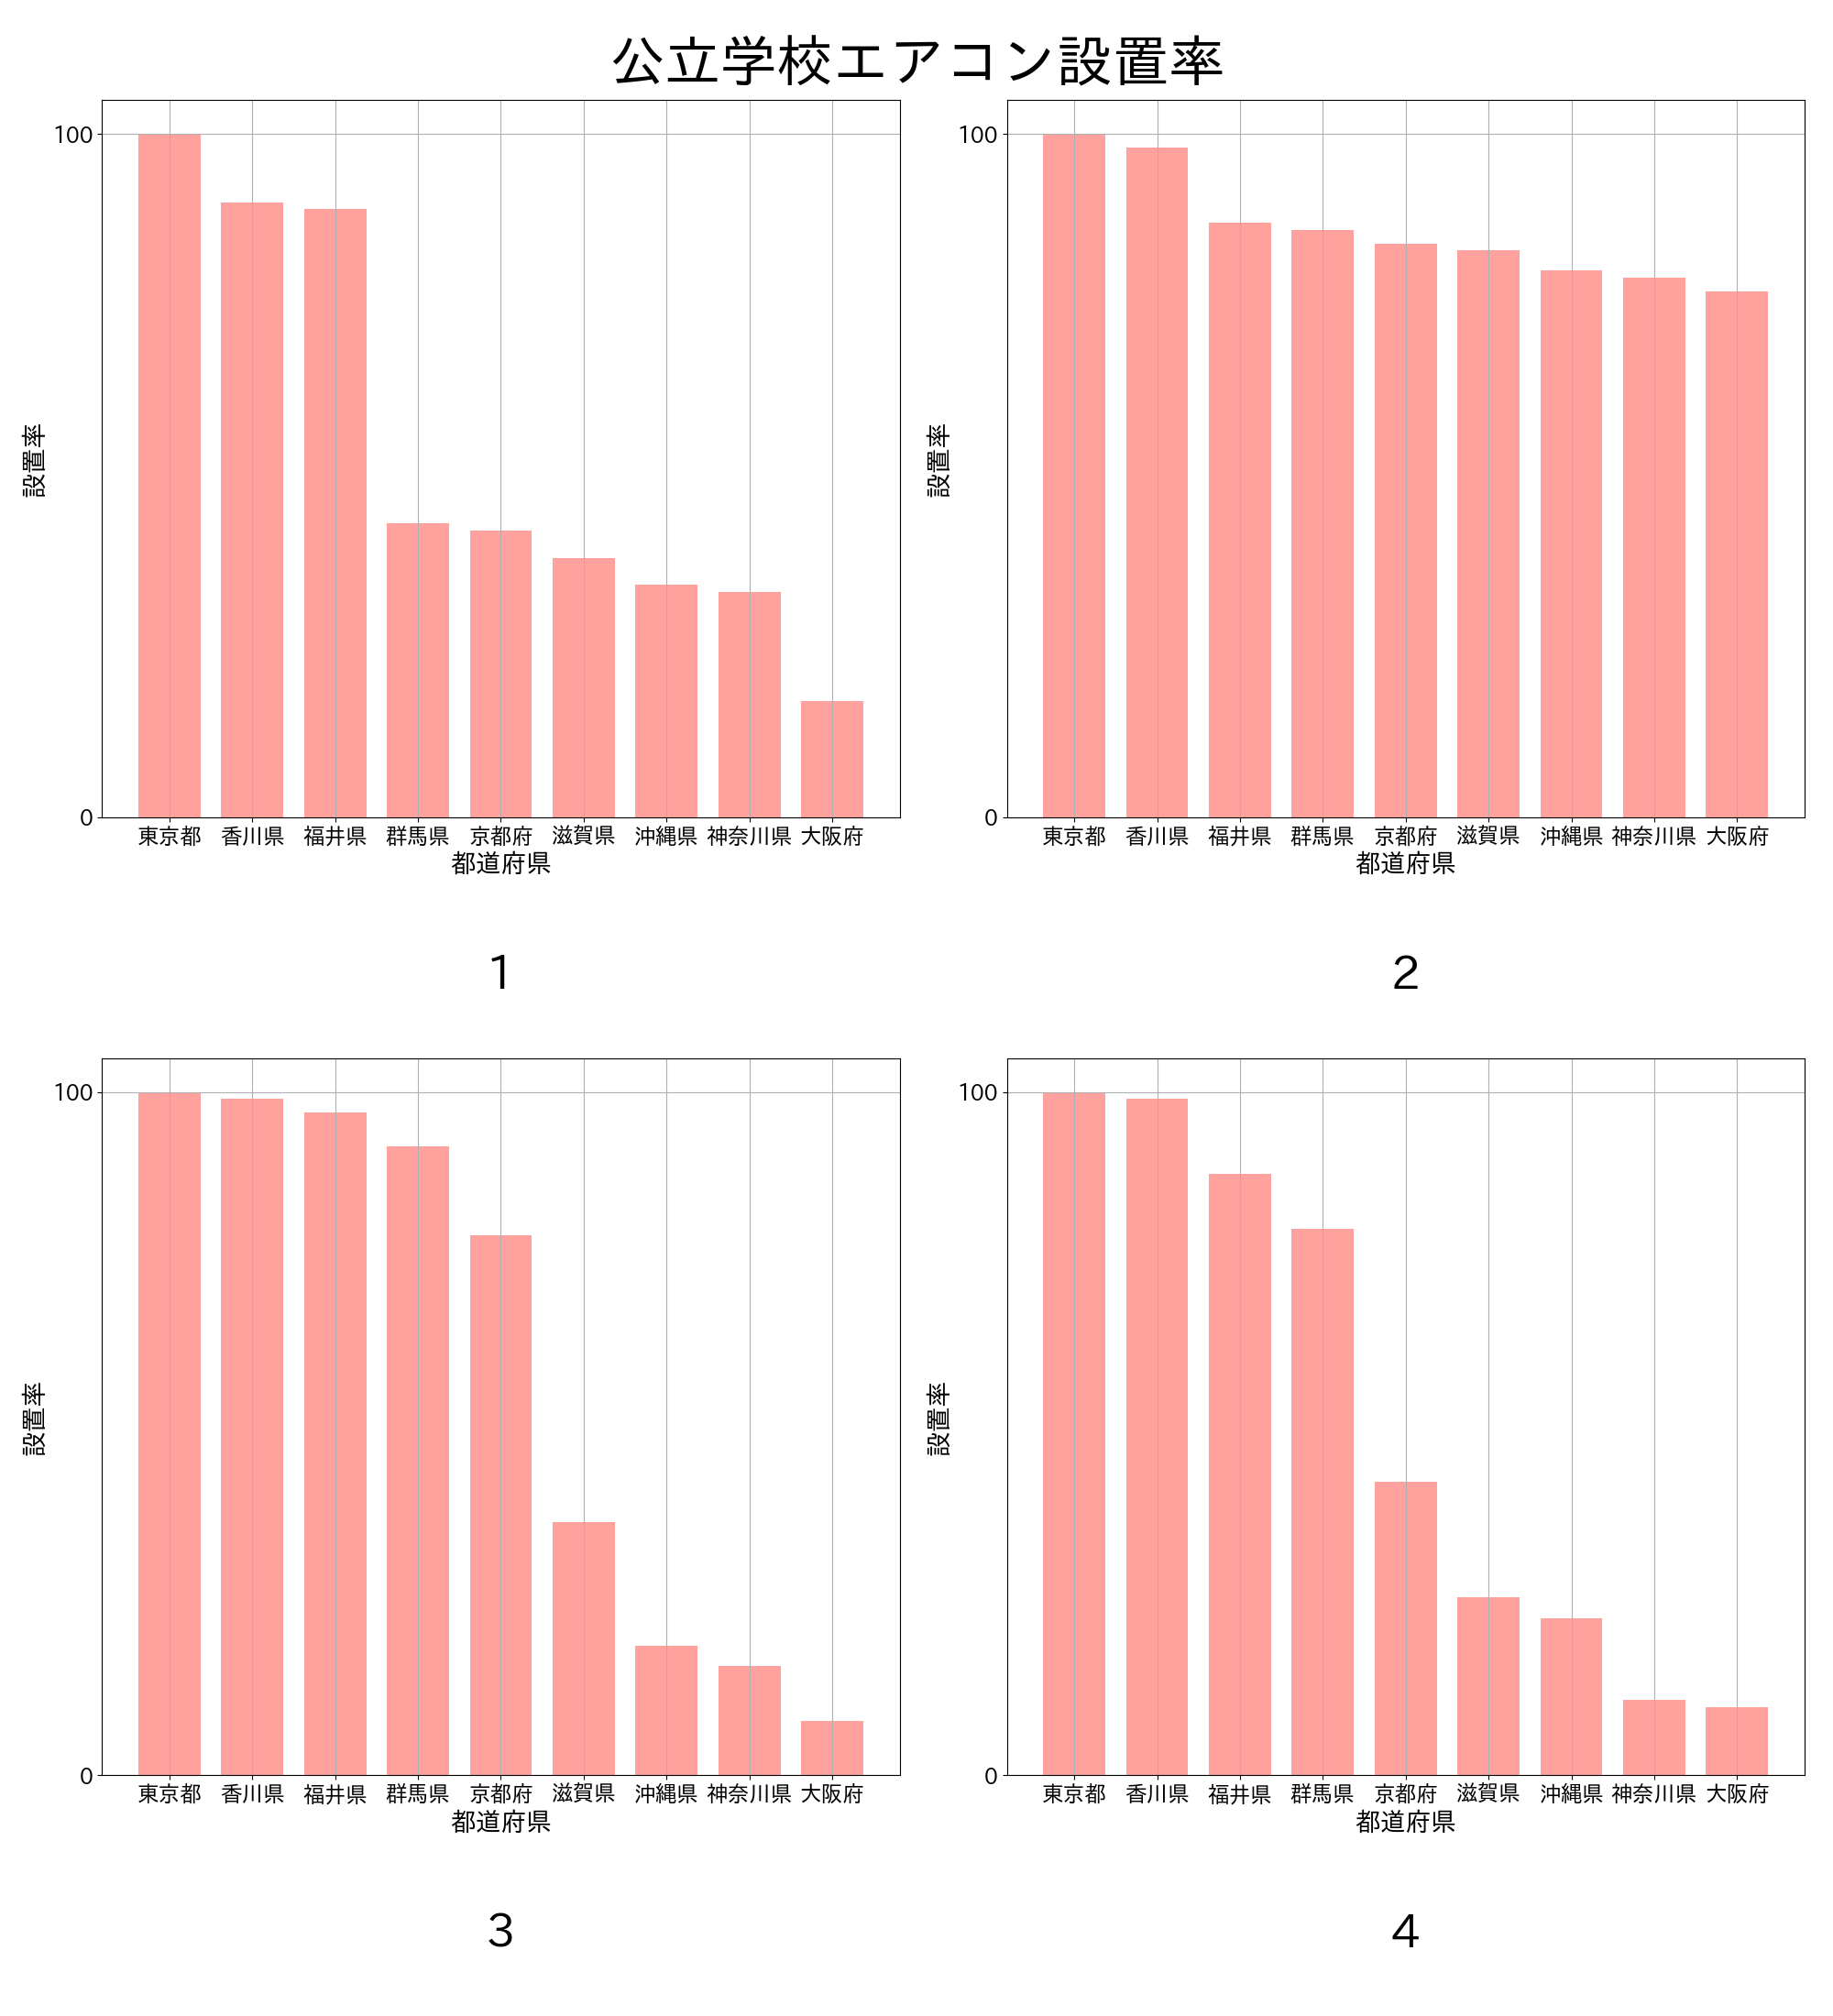 公立学校エアコン設置率
100
0
設置率
東京都 香川県 福井県 群馬県 京都府 滋賀県 沖縄県 神奈川県 大阪府
都道府県
1
100
0
設置率
東京都 香川県 福井県 群馬県 京都府 滋賀県 沖縄県 神奈川県 大阪府
都道府県
2
100
0
設置率
東京都 香川県 福井県 群馬県 京都府 滋賀県 沖縄県 神奈川県 大阪府
都道府県
3
100
0
設置率
東京都 香川県 福井県 群馬県 京都府 滋賀県 沖縄県 神奈川県 大阪府
都道府県
4